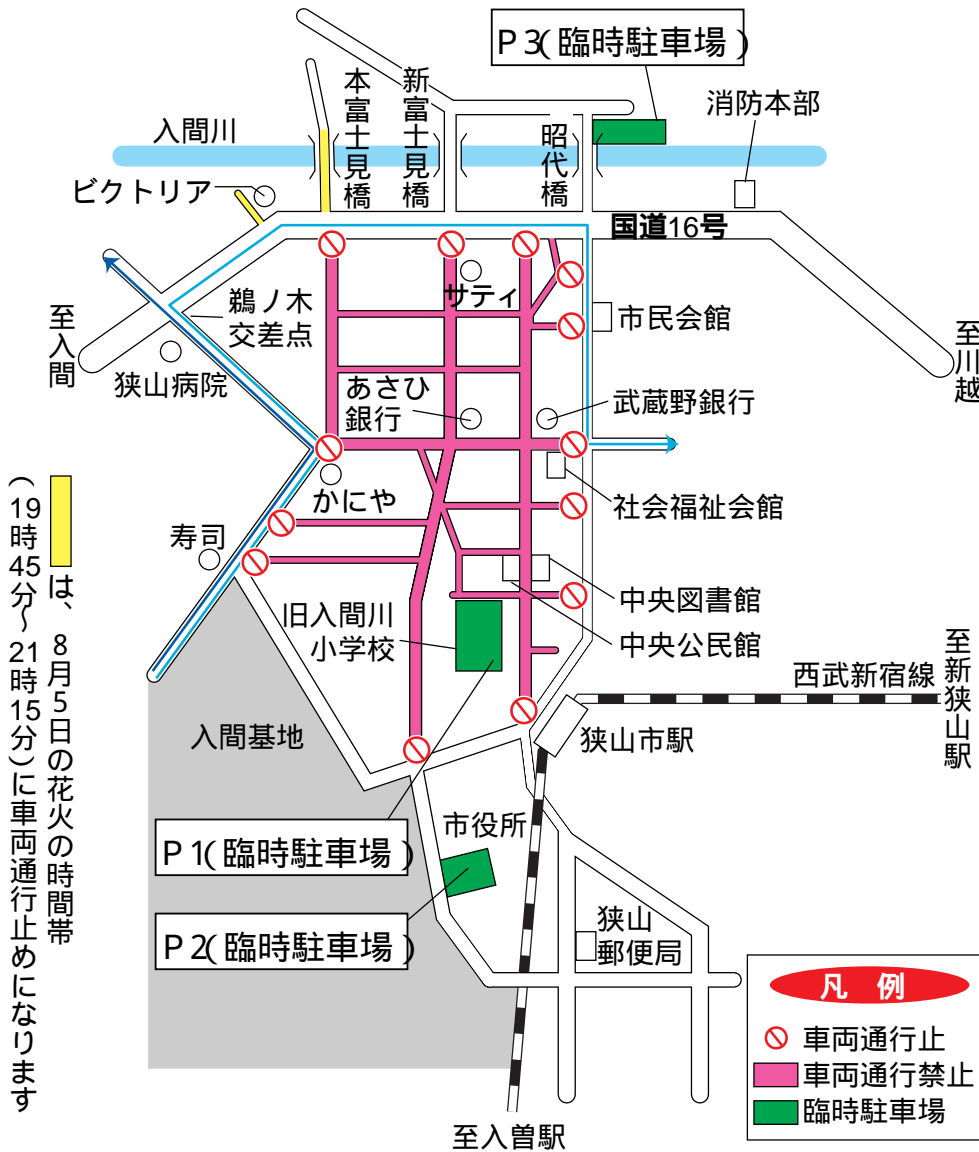 P3(臨時駐車場)
消防本部
入間川
本富士見橋
新富士見橋
昭代橋
ビクトリア
国道16号
サティ
鵜ノ木
交差点
市民会館
至入間
至川越
狭山病院
あさひ
銀行
武蔵野銀行
かにや
社会福祉会館
寿司
中央図書館
中央公民館
旧入間川
小学校
西武新宿線
至新狭山駅
狭山市駅
入間基地
P1(臨時駐車場)
市役所
P2(臨時駐車場)
狭山
郵便局
至入曽駅
は、8月5日の花火の時間帯
(19時45分〜21時15分)に車両通行止めになります
凡例
車両通行止
車両通行禁止
臨時駐車場